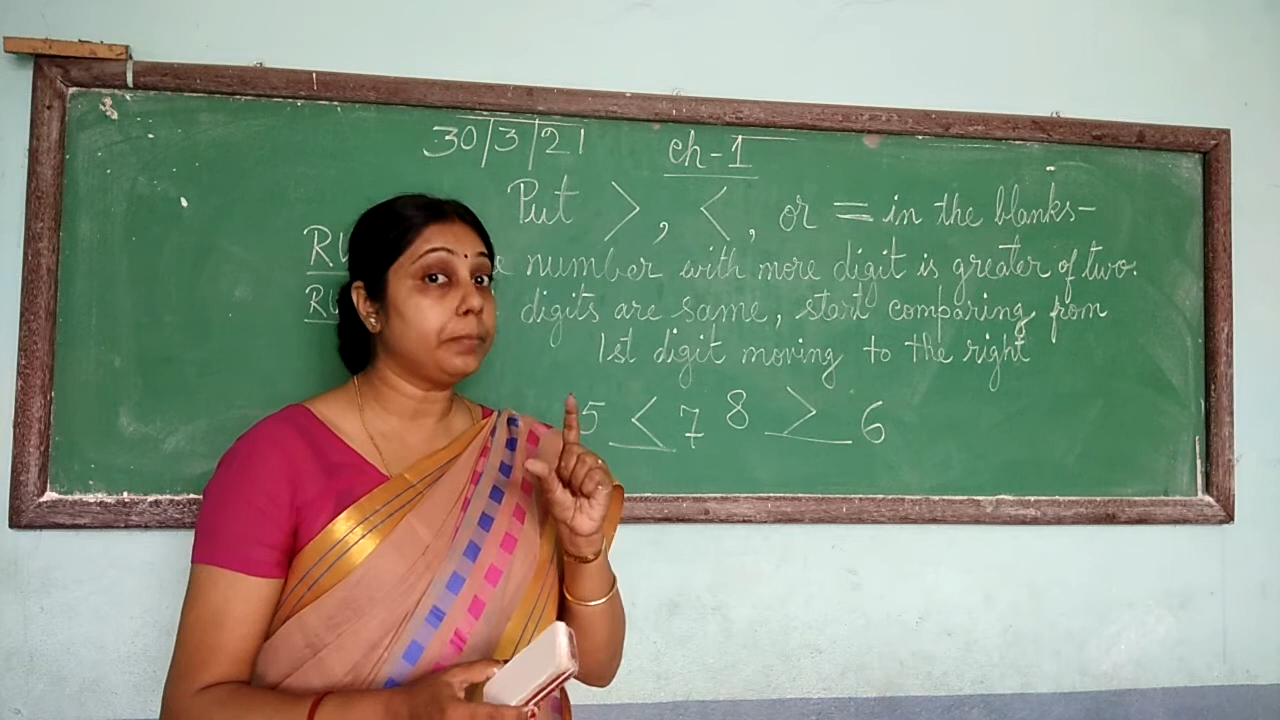 30/3/21 ch-1
Put >, <, or = in the blanks-
number with more digit is greater of two.
digits are same, start comparing from
1st digit moving to the right
5 < 7 8 > 6